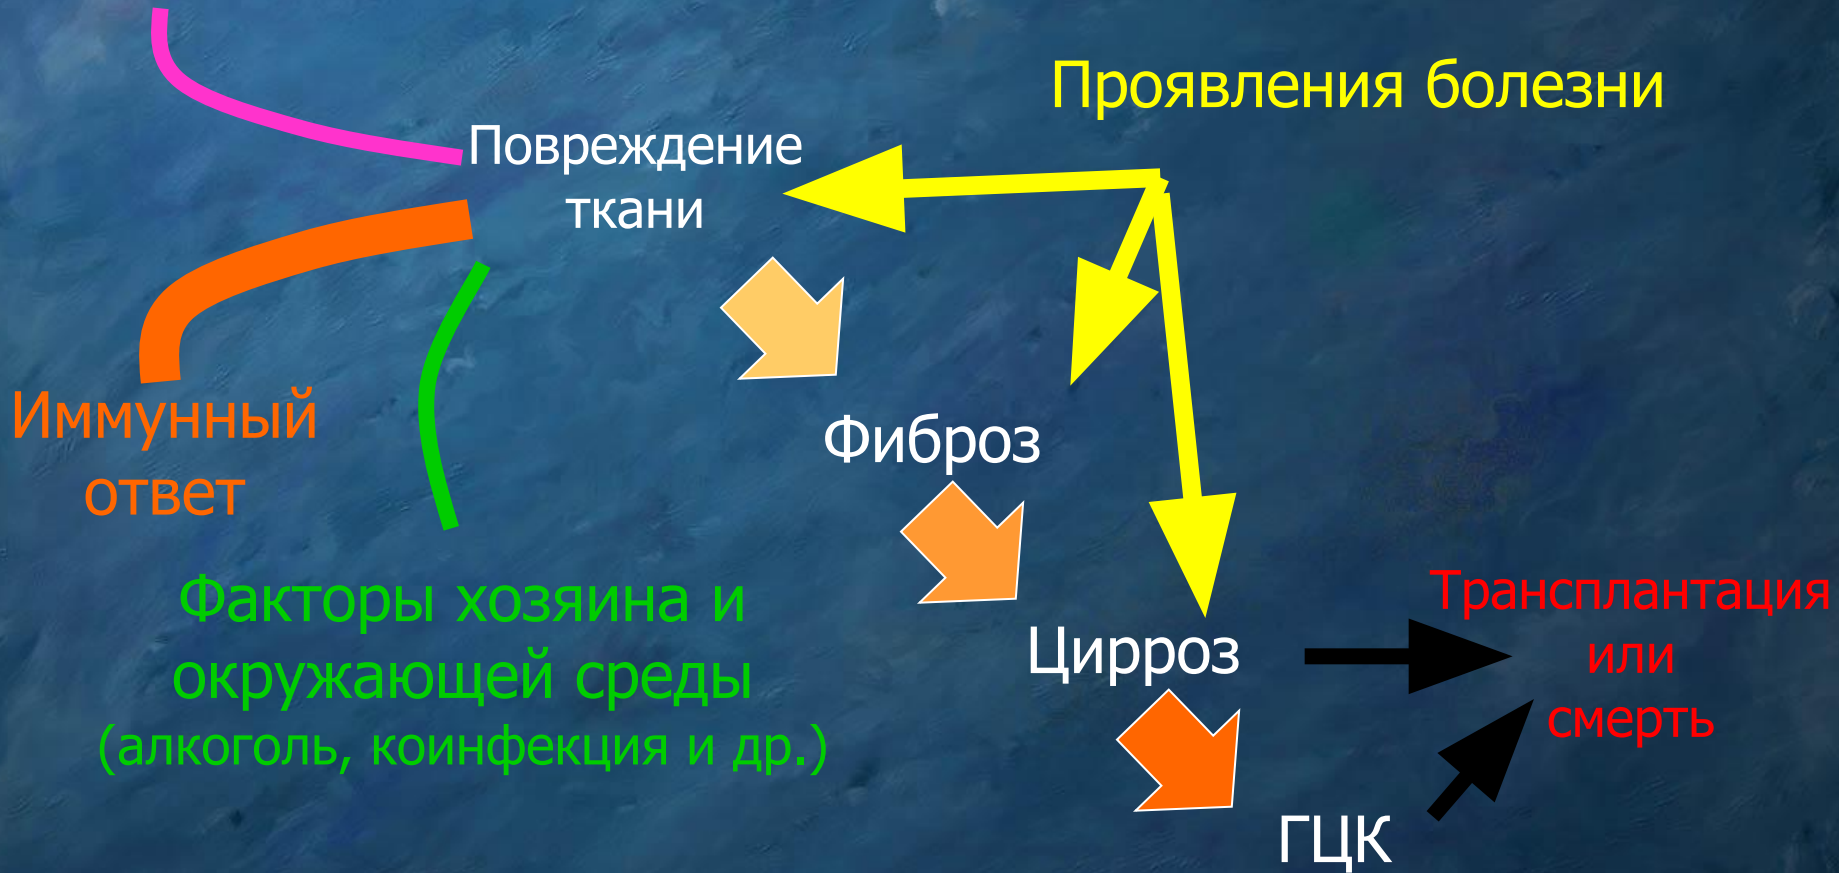 Проявления болезни
Повреждение
ткани
Иммунный
ответ
Фиброз
Факторы хозяина и
окружающей среды
(алкоголь, коинфекция и др.)
Цирроз
Трансплантация
или
смерть
ГЦК